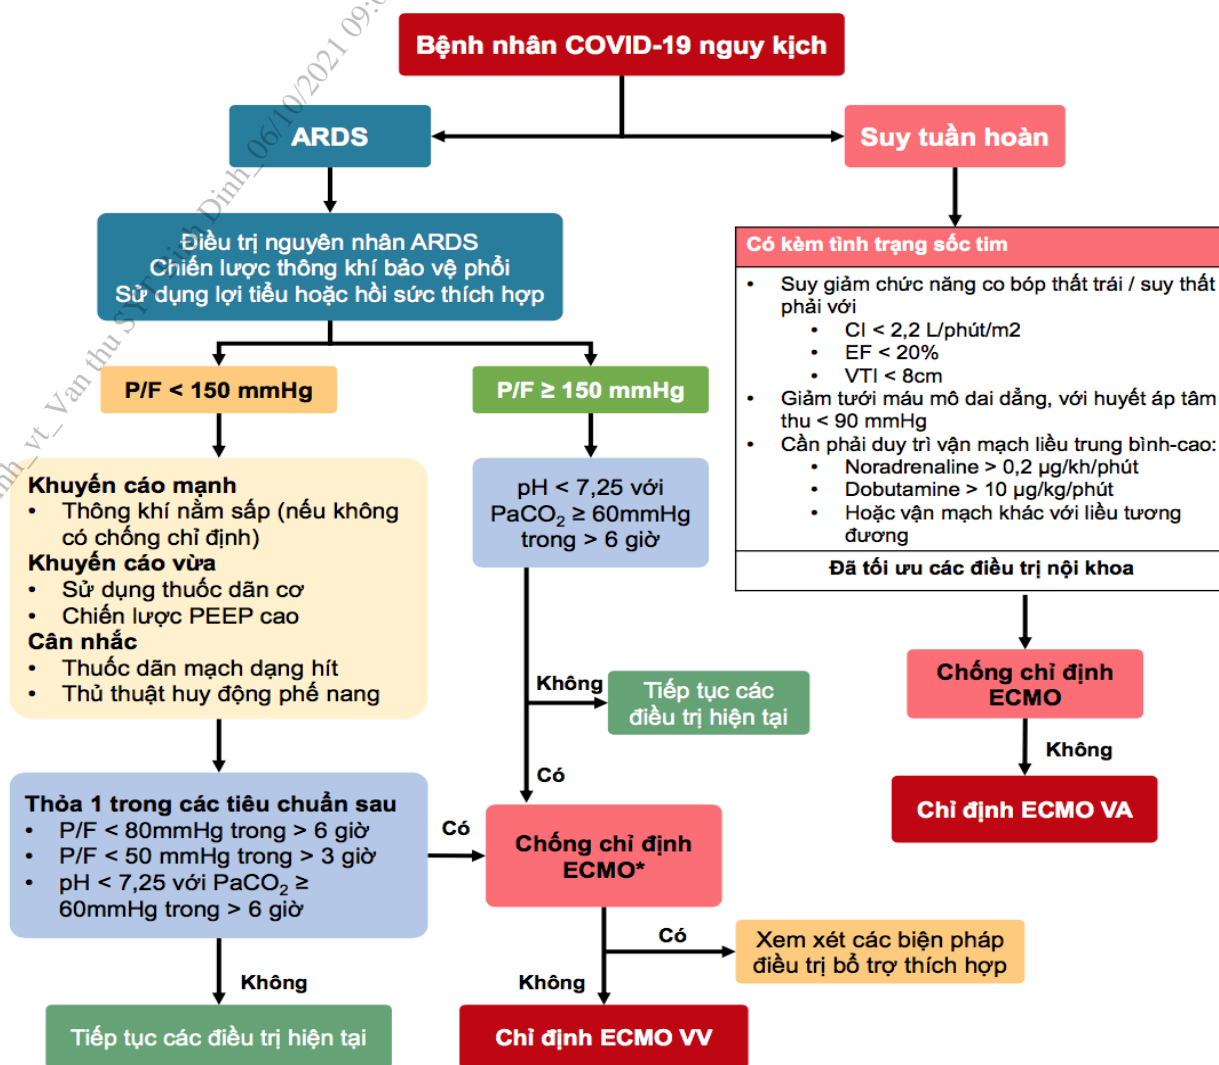 Bệnh nhân COVID-19 nguy kịch
ARDS
Suy tuần hoàn
Điều trị nguyên nhân ARDS
Chiến lược thông khí bảo vệ phổi
Sử dụng lợi tiểu hoặc hồi sức thích hợp
P/F < 150 mmHg
P/F ≥ 150 mmHg
Khuyến cáo mạnh
• Thông khí nằm sấp (nếu không
có chống chỉ định)
Khuyến cáo vừa
• Sử dụng thuốc dãn cơ
• Chiến lược PEEP cao
Cân nhắc
• Thuốc dãn mạch dạng hít
• Thủ thuật huy động phế nang
pH < 7,25 với
PaCO₂ ≥ 60mmHg
trong > 6 giờ
Không
Tiếp tục các
điều trị hiện tại
Có
Thỏa 1 trong các tiêu chuẩn sau
• P/F < 80mmHg trong > 6 giờ
• P/F < 50 mmHg trong > 3 giờ
• pH < 7,25 với PaCO₂ ≥
60mmHg trong > 6 giờ
Có
Chống chỉ định
ECMO*
Không
Tiếp tục các điều trị hiện tại
Có
Xem xét các biện pháp
điều trị bổ trợ thích hợp
Không
Chỉ định ECMO VV
Có kèm tình trạng sốc tim
• Suy giảm chức năng co bóp thất trái / suy thất
phải với
• CI < 2,2 L/phút/m2
• EF < 20%
• VTI < 8cm
• Giảm tưới máu mô dai dẳng, với huyết áp tâm
thu < 90 mmHg
• Cần phải duy trì vận mạch liều trung bình-cao:
• Noradrenaline > 0,2 µg/kh/phút
• Dobutamine > 10 µg/kg/phút
• Hoặc vận mạch khác với liều tương
đương
Đã tối ưu các điều trị nội khoa
Chống chỉ định
ECMO
Không
Chỉ định ECMO VA
vt_Van thu SYT Binh Dinh_06/10/2021 09: